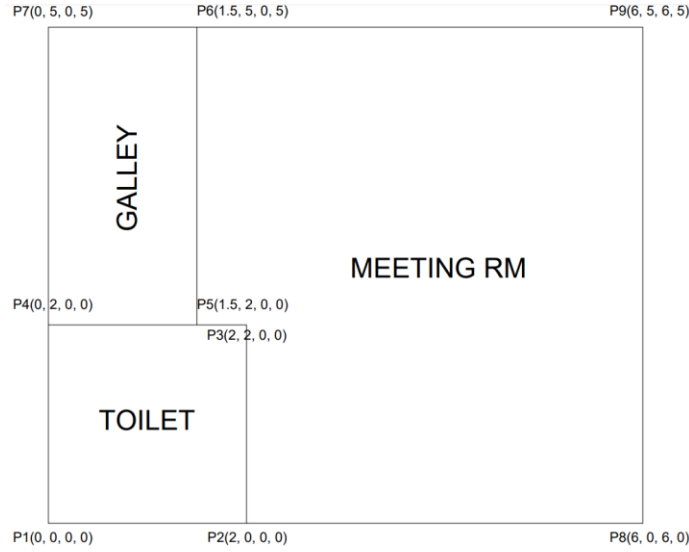 P7(0, 5, 0, 5)
P6(1.5, 5, 0, 5)
P9(6, 5, 6, 5)
GALLEY
MEETING RM
P4(0, 2, 0, 0)
P5(1.5, 2, 0, 0)
P3(2, 2, 0, 0)
TOILET
P1(0, 0, 0, 0)
P2(2, 0, 0, 0)
P8(6, 0, 6, 0)